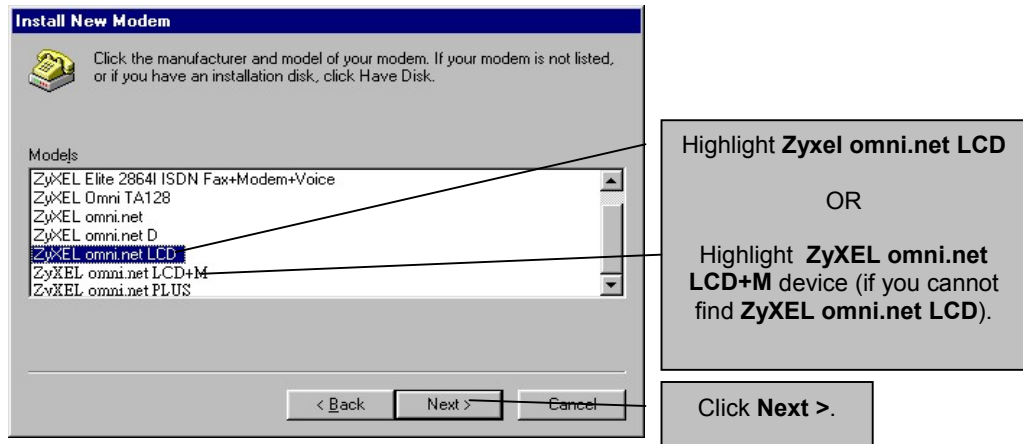 Install New Modem
Click the manufacturer and model of your modem. If your modem is not listed,
or if you have an installation disk, click Have Disk.
Models
ZyXEL Elite 2864I ISDN Fax+Modem+Voice
ZyXEL Omni TA128
ZyXEL omni.net
ZyXEL omni.net D
ZyXEL omni.net LCD
ZyXEL omni.net LCD+M
ZyXEL omni.net PLUS
< Back
Next >
Cancel
Highlight Zyxel omni.net LCD
OR
Highlight ZyXEL omni.net
LCD+M device (if you cannot
find ZyXEL omni.net LCD).
Click Next >.